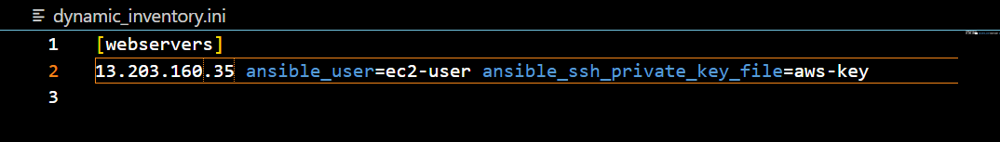 dynamic_inventory.ini
1 [webservers]
2 13.203.160.35 ansible_user=ec2-user ansible_ssh_private_key_file=aws-key
3